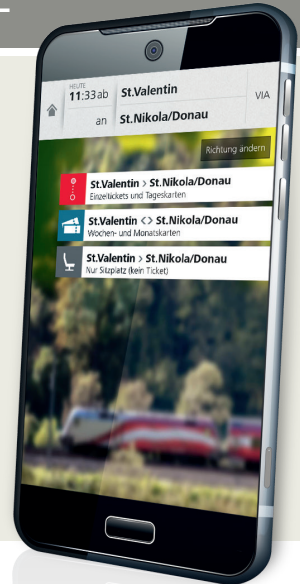 HEUTE
11:33 ab St.Valentin
VIA
an St.Nikola/Donau
Richtung ändern
St.Valentin > St.Nikola/Donau
Einzeltickets und Tageskarten
St.Valentin <> St.Nikola/Donau
Wochen- und Monatskarten
St.Valentin > St.Nikola/Donau
Nur Sitzplatz (kein Ticket)